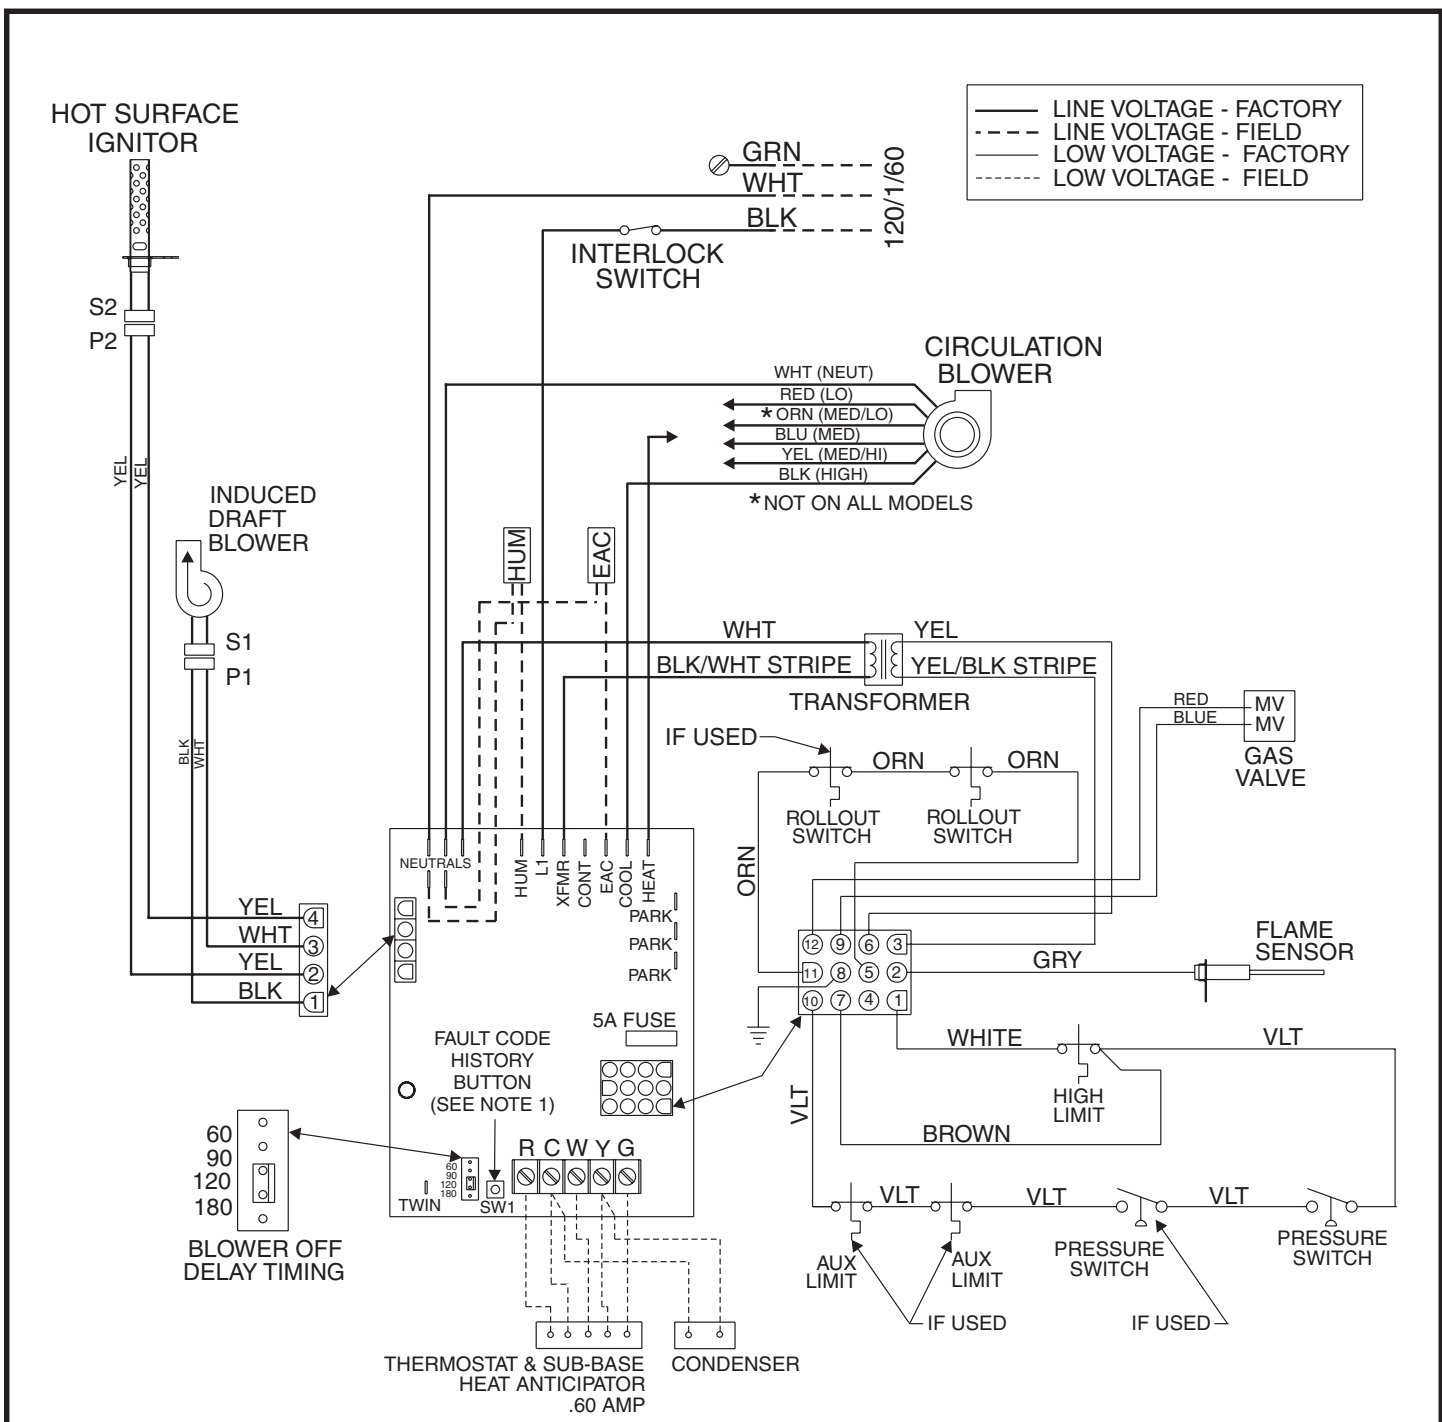 HOT SURFACE
IGNITOR
LINE VOLTAGE - FACTORY
LINE VOLTAGE - FIELD
LOW VOLTAGE - FACTORY
LOW VOLTAGE - FIELD
GRN
WHT
BLK
120/1/60
INTERLOCK
SWITCH
S2
P2
CIRCULATION
BLOWER
WHT (NEUT)
RED (LO)
* ORN (MED/LO)
BLU (MED)
YEL (MED/HI)
BLK (HIGH)
* NOT ON ALL MODELS
YEL
YEL
INDUCED
DRAFT
BLOWER
HUM
EAC
S1
P1
WHT
YEL
BLK/WHT STRIPE
YEL/BLK STRIPE
TRANSFORMER
BLK
WHT
RED
BLUE
MV
MV
GAS
VALVE
IF USED
ORN
ORN
ROLLOUT
SWITCH
ROLLOUT
SWITCH
ORN
NEUTRALS
HUM
L1
XFMR
CONT
EAC
COOL
HEAT
PARK
PARK
PARK
YEL
WHT
YEL
BLK
4
3
2
1
12 9 6 3
11 8 5 2
10 7 4 1
GRY
FLAME
SENSOR
5A FUSE
FAULT CODE
HISTORY
BUTTON
(SEE NOTE 1)
WHITE
VLT
HIGH
LIMIT
VLT
BROWN
60
90
120
180
BLOWER OFF
DELAY TIMING
60
90
120
180
TWIN
SW1
R C W Y G
VLT
VLT
VLT
AUX
LIMIT
AUX
LIMIT
PRESSURE
SWITCH
PRESSURE
SWITCH
IF USED
IF USED
THERMOSTAT & SUB-BASE
HEAT ANTICIPATOR
.60 AMP
CONDENSER